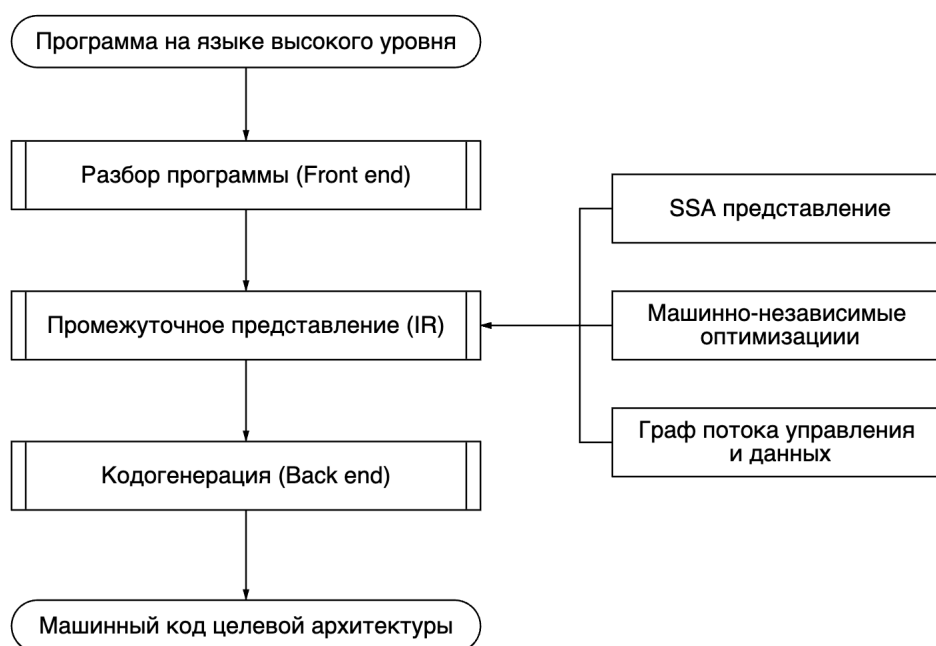 Программа на языке высокого уровня
Разбор программы (Front end)
SSA представление
Промежуточное представление (IR)
Машинно-независимые
оптимизациии
Граф потока управления
и данных
Кодогенерация (Back end)
Машинный код целевой архитектуры